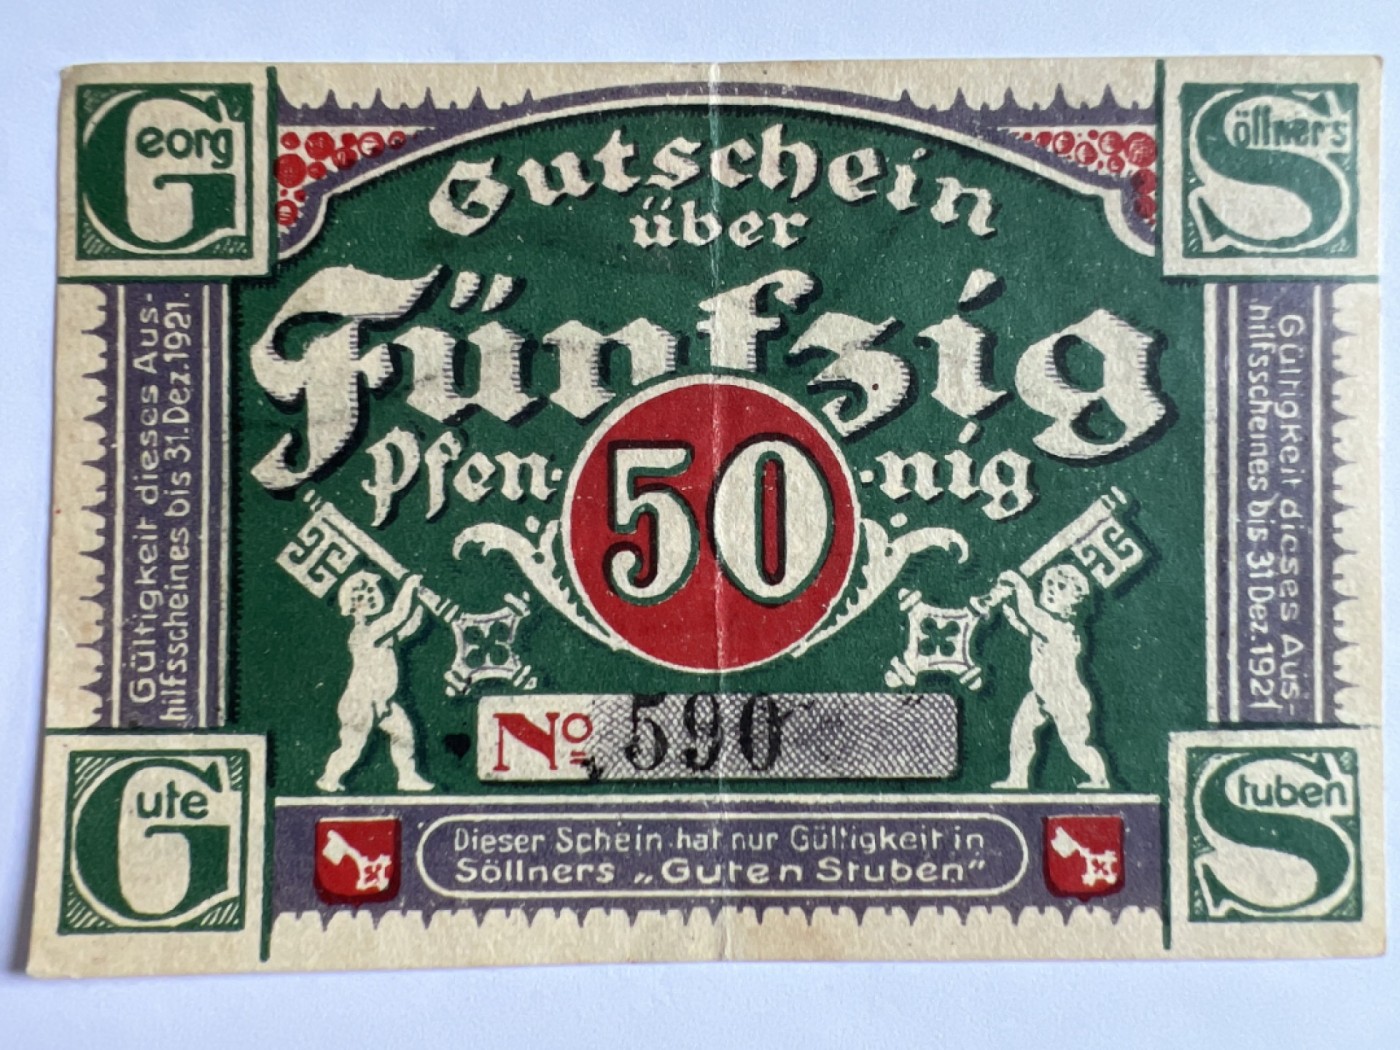 Georg
Söllner's
Gutschein
über
Fünfzig
Pfen-
50
-nig
Gültigkeit dieses Aus-
hilfsscheines bis 31. Dez. 1921.
Gültigkeit dieses Aus-
hilfsscheines bis 31 Dez. 1921
No 590
Gute
Stuben
Dieser Schein hat nur Gültigkeit in
Söllners „Guten Stuben"